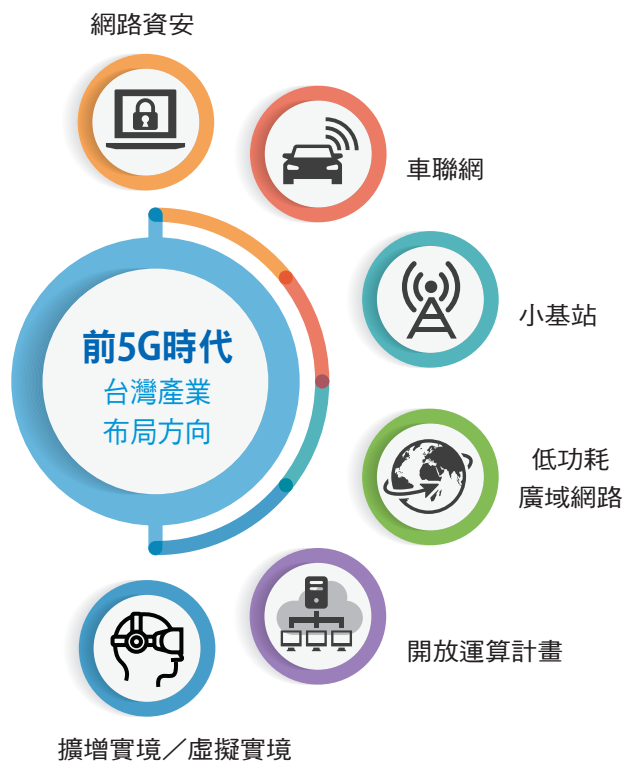 網路資安
車聯網
小基站
前5G時代
台灣產業
布局方向
低功耗
廣域網路
開放運算計畫
擴增實境／虛擬實境